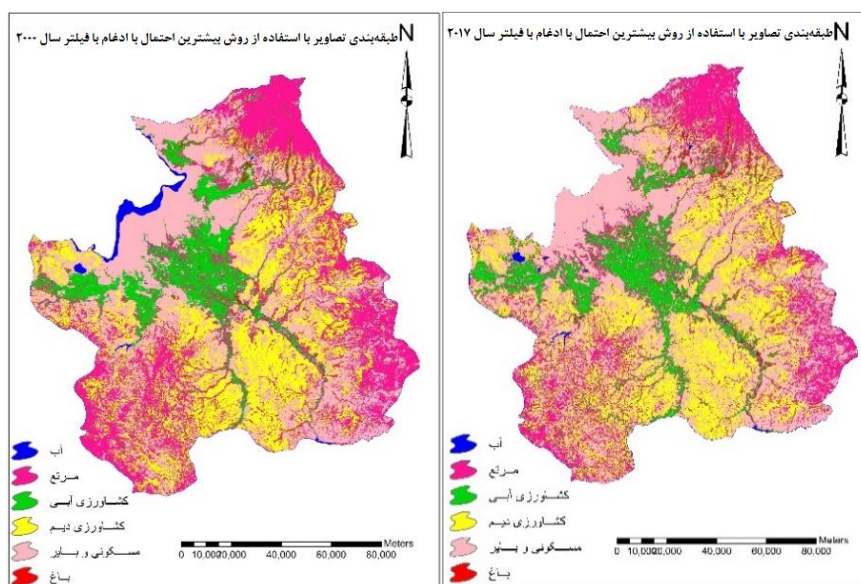 طبقه‌بندی تصاویر با استفاده از روش بیشترین احتمال با ادغام با فیلتر سال ۲۰۰۰
N
آب
مرتع
کشاورزی آبی
کشاورزی دیم
مسکونی و بایر
باغ
Meters
0 10,000 20,000 40,000 60,000 80,000
طبقه‌بندی تصاویر با استفاده از روش بیشترین احتمال با ادغام با فیلتر سال ۲۰۱۷
N
آب
مرتع
کشاورزی آبی
کشاورزی دیم
مسکونی و بایر
باغ
Meters
0 10,000 20,000 40,000 60,000 80,000